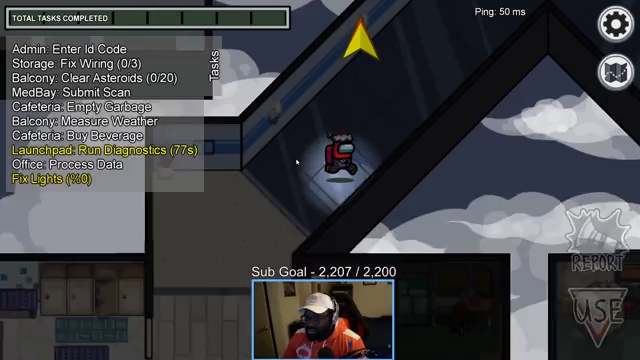 TOTAL TASKS COMPLETED
Ping: 50 ms
Tasks
Admin: Enter Id Code
Storage: Fix Wiring (0/3)
Balcony: Clear Asteroids (0/20)
MedBay: Submit Scan
Cafeteria: Empty Garbage
Balcony: Measure Weather
Cafeteria: Buy Beverage
Launchpad: Run Diagnostics (77s)
Office: Process Data
Fix Lights (%0)
REPORT
USE
Sub Goal - 2,207 / 2,200